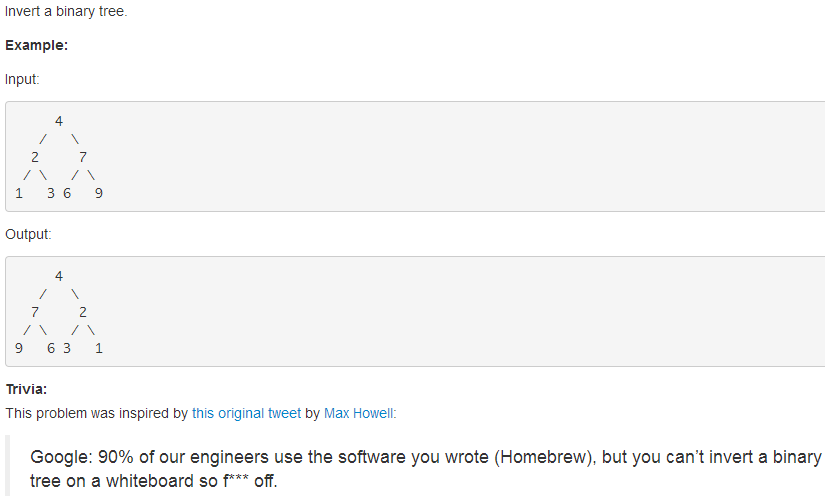 Invert a binary tree.
Example:
Input:
     4
   /   \
  2     7
 / \   / \
1   3 6   9
Output:
     4
   /   \
  7     2
 / \   / \
9   6 3   1
Trivia:
This problem was inspired by this original tweet by Max Howell:
Google: 90% of our engineers use the software you wrote (Homebrew), but you can’t invert a binary
tree on a whiteboard so f*** off.